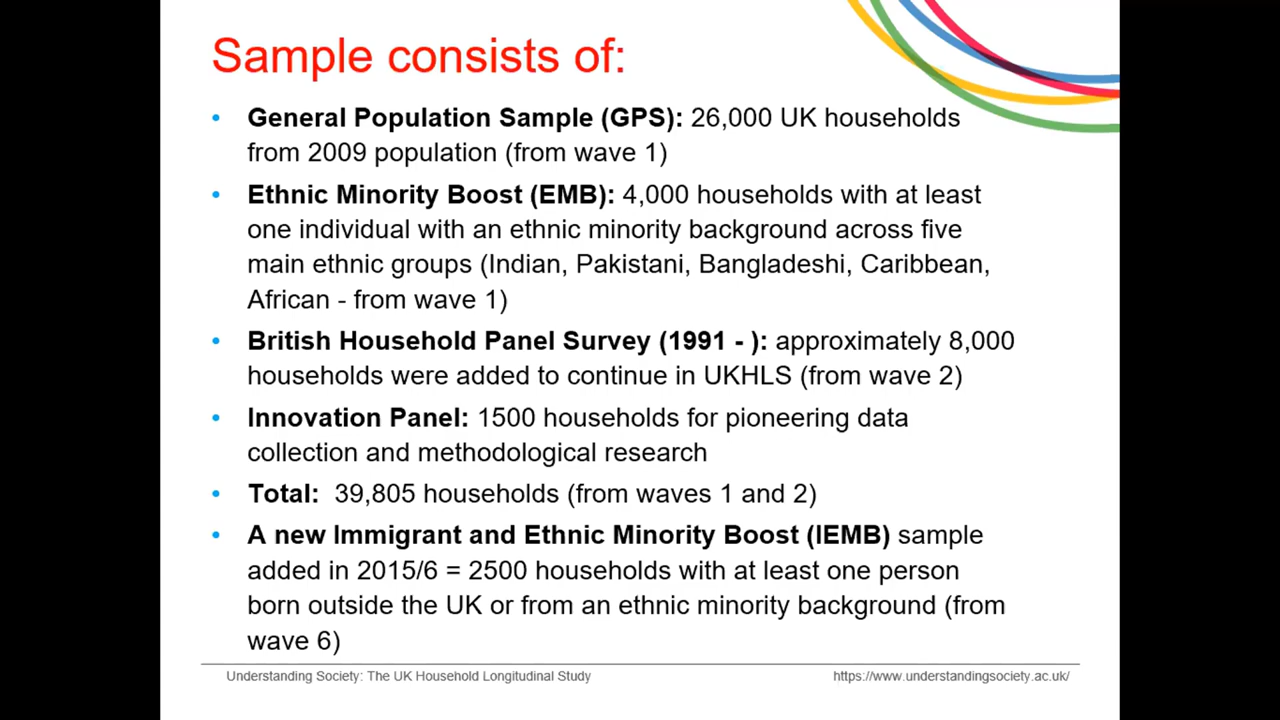 Sample consists of:
• General Population Sample (GPS): 26,000 UK households
from 2009 population (from wave 1)
• Ethnic Minority Boost (EMB): 4,000 households with at least
one individual with an ethnic minority background across five
main ethnic groups (Indian, Pakistani, Bangladeshi, Caribbean,
African - from wave 1)
• British Household Panel Survey (1991 - ): approximately 8,000
households were added to continue in UKHLS (from wave 2)
• Innovation Panel: 1500 households for pioneering data
collection and methodological research
• Total:  39,805 households (from waves 1 and 2)
• A new Immigrant and Ethnic Minority Boost (IEMB) sample
added in 2015/6 = 2500 households with at least one person
born outside the UK or from an ethnic minority background (from
wave 6)
Understanding Society: The UK Household Longitudinal Study
https://www.understandingsociety.ac.uk/